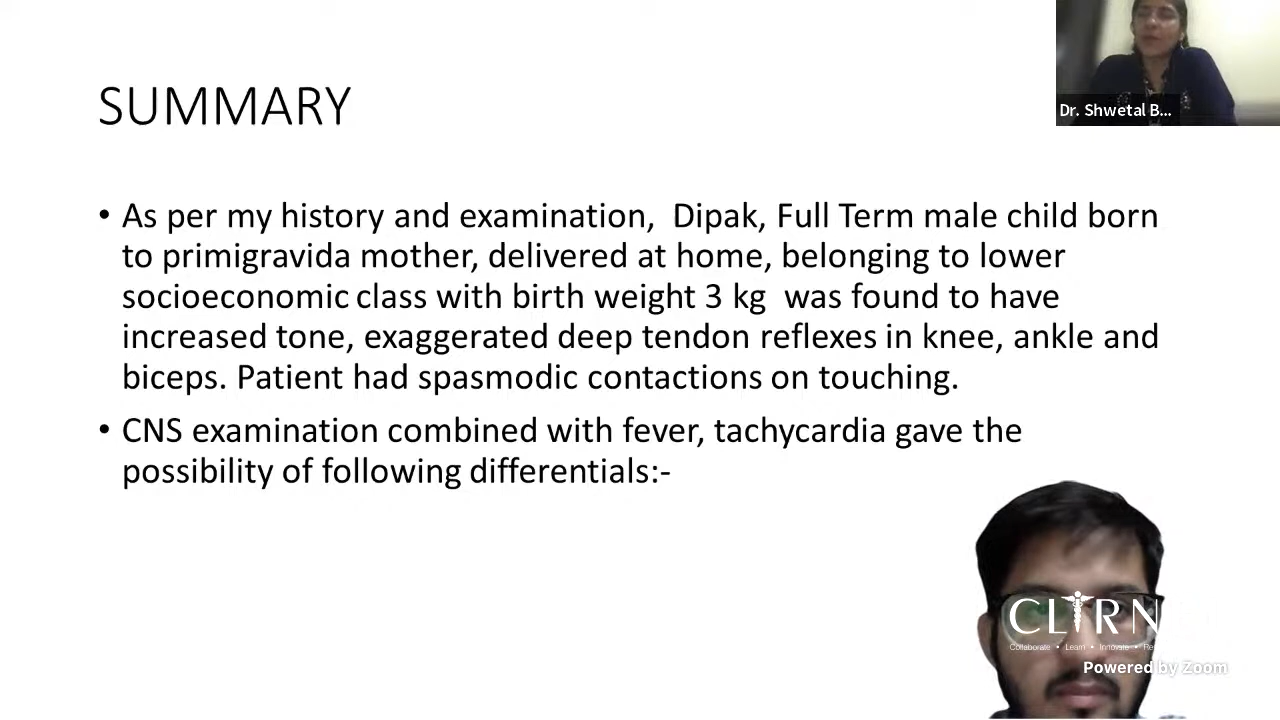 Dr. Shwetal B...
SUMMARY
• As per my history and examination,  Dipak, Full Term male child born
to primigravida mother, delivered at home, belonging to lower
socioeconomic class with birth weight 3 kg  was found to have
increased tone, exaggerated deep tendon reflexes in knee, ankle and
biceps. Patient had spasmodic contactions on touching.
• CNS examination combined with fever, tachycardia gave the
possibility of following differentials:-
CLIRN
Collaborate • Learn • Innovate •
Powered by Zoom